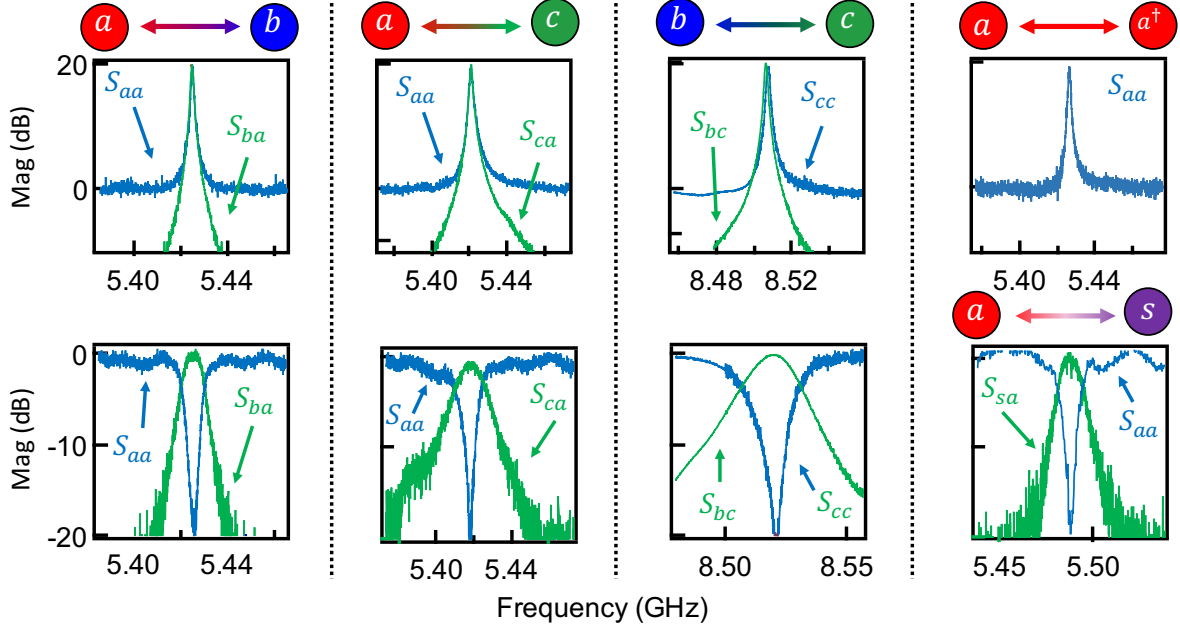 a b
a c
b c
a a†
Mag (dB)
20
0
S_aa
S_ba
5.40 5.44
S_aa
S_ca
5.40 5.44
S_bc
S_cc
8.48 8.52
S_aa
5.40 5.44
a s
Mag (dB)
0
-10
-20
S_aa
S_ba
5.40 5.44
S_aa
S_ca
5.40 5.44
S_bc
S_cc
8.50 8.55
S_sa
S_aa
5.45 5.50
Frequency (GHz)